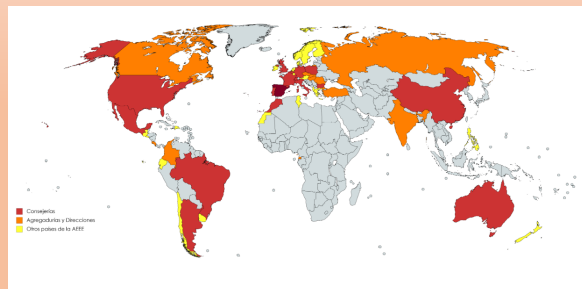 Consejerías
Agregadurías y Direcciones
Otros países de la AEEE